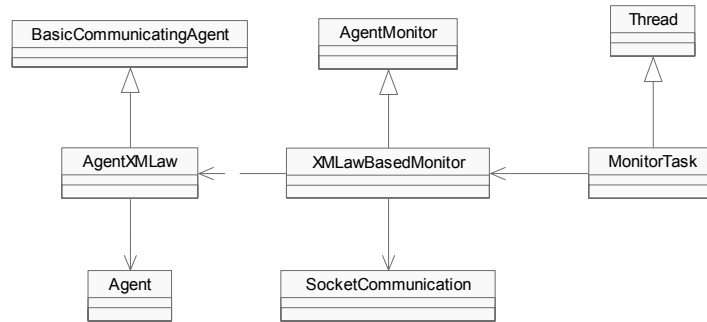 Thread
BasicCommunicatingAgent
AgentMonitor
AgentXMLaw
XMLawBasedMonitor
MonitorTask
Agent
SocketCommunication